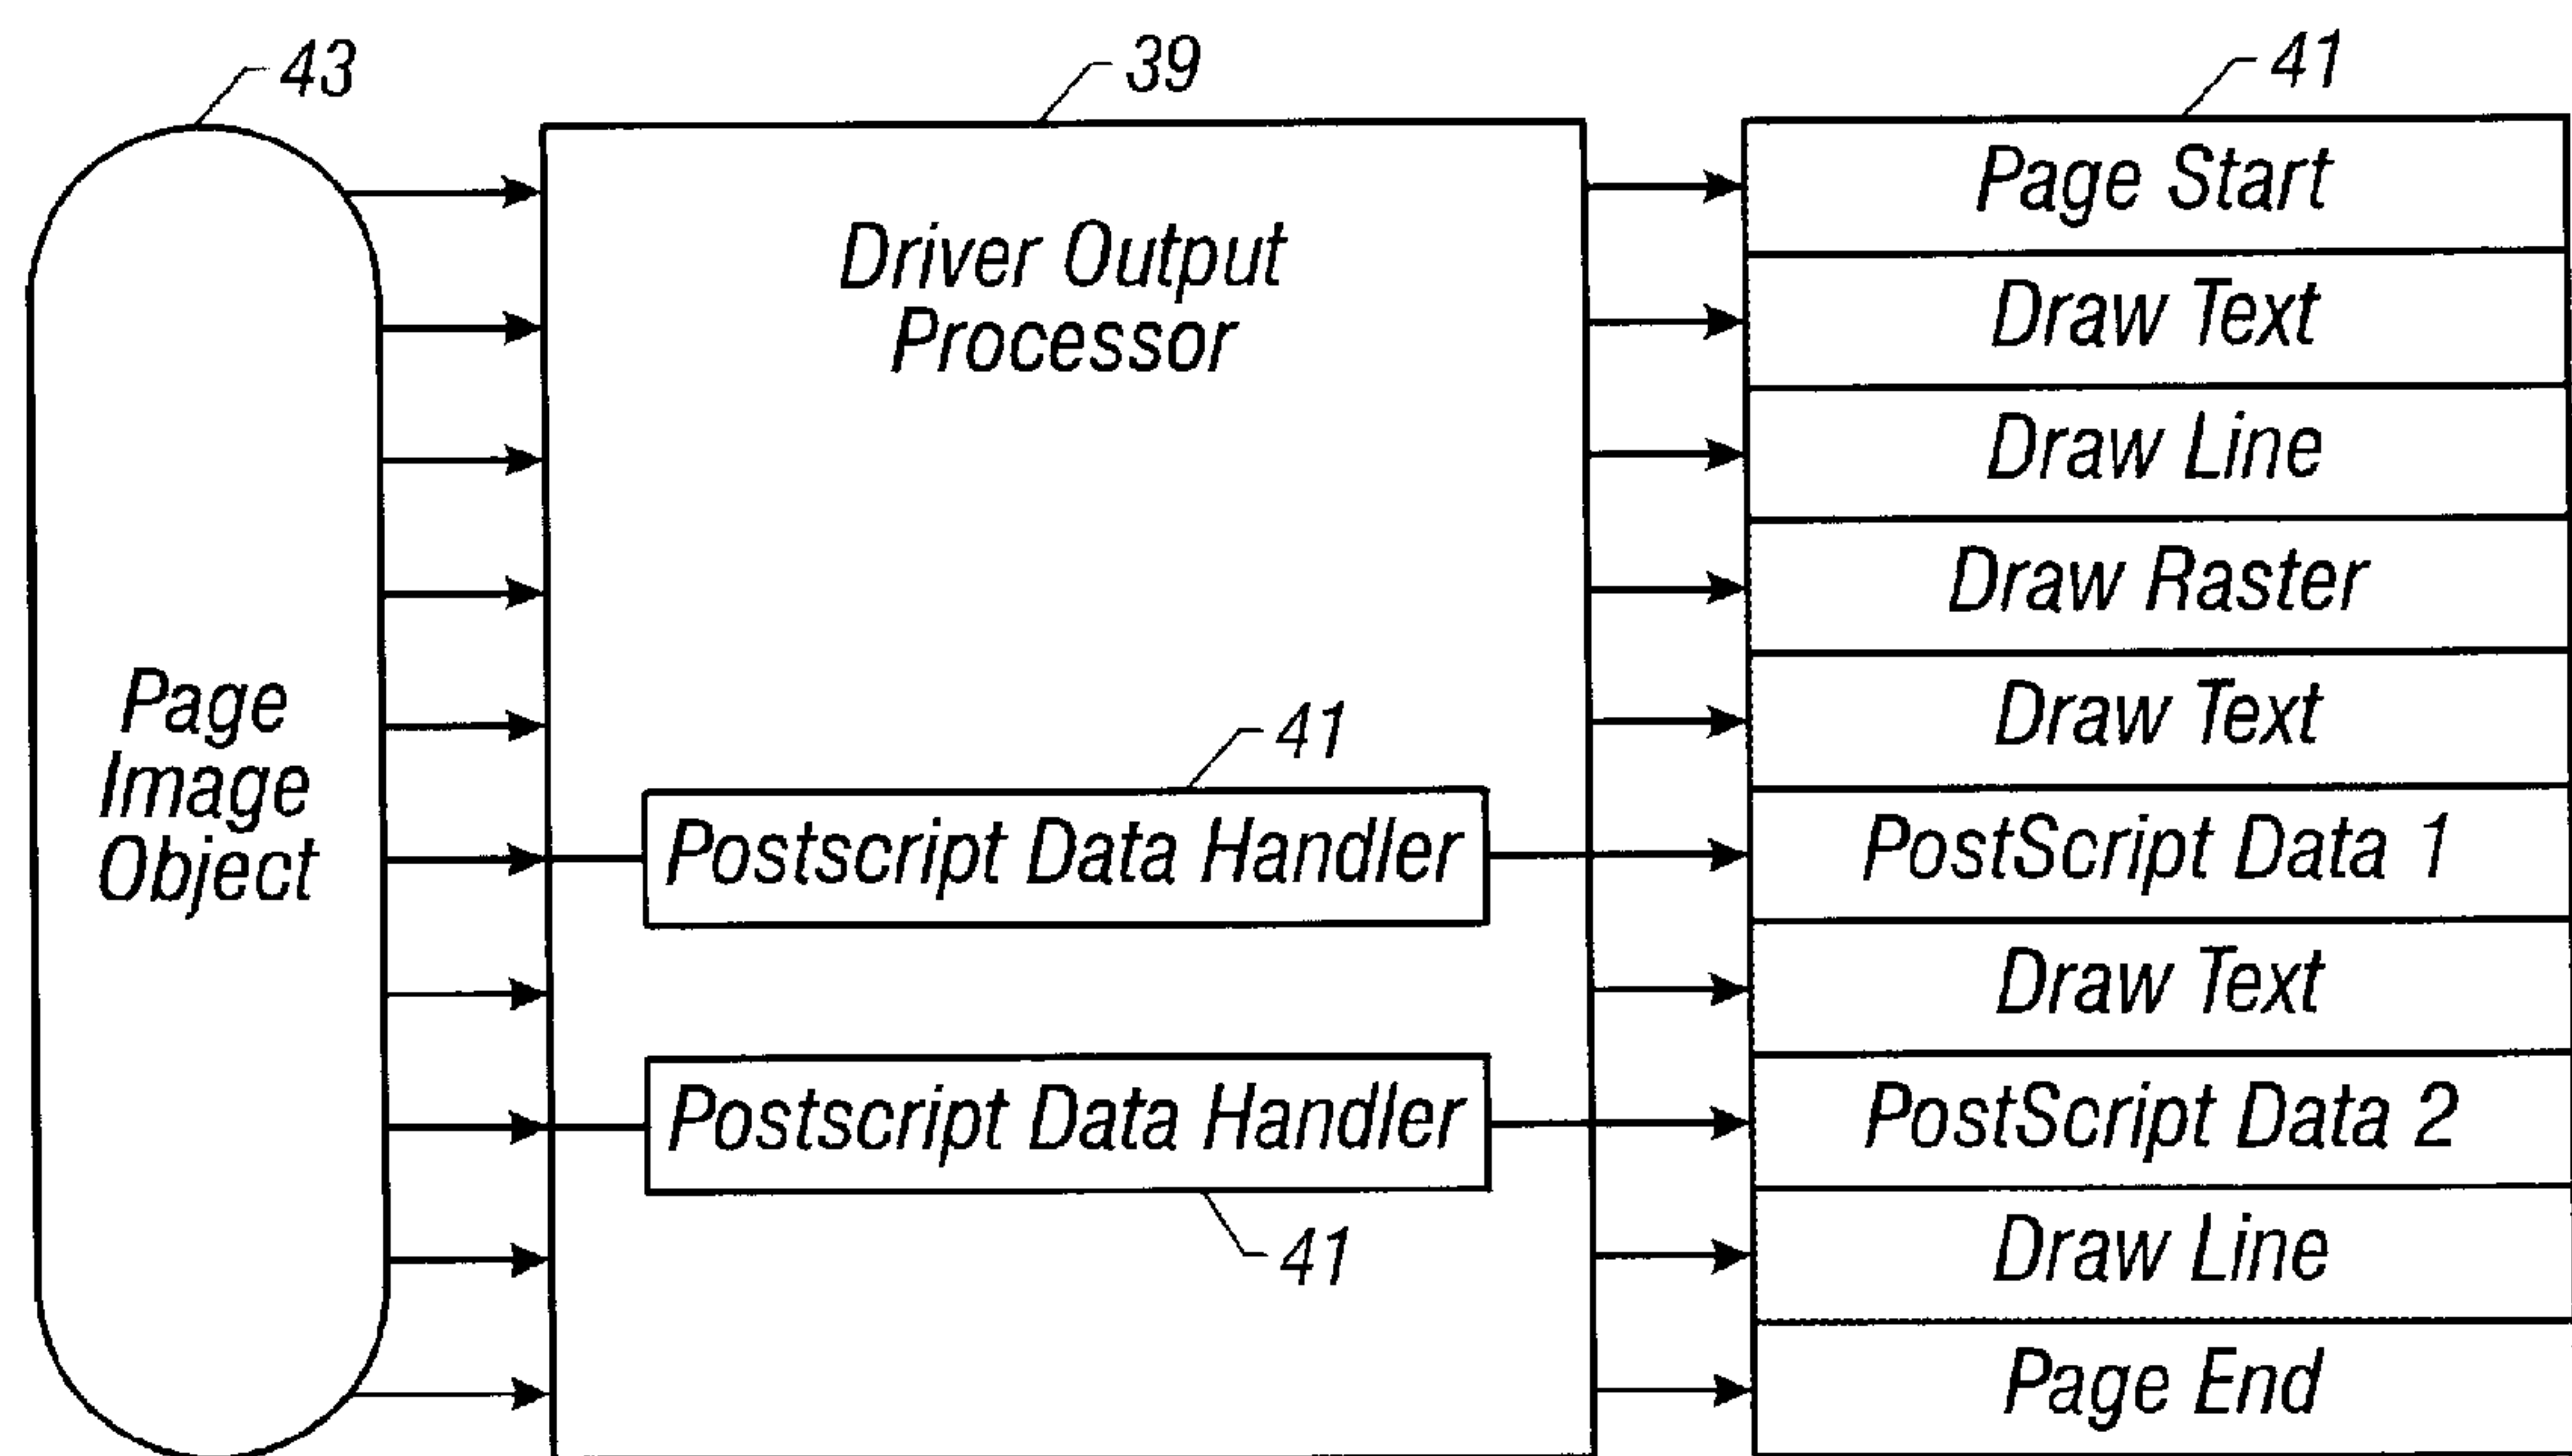 43
39
41
Page
Image
Object
Driver Output
Processor
41
Postscript Data Handler
Postscript Data Handler
41
Page Start
Draw Text
Draw Line
Draw Raster
Draw Text
PostScript Data 1
Draw Text
PostScript Data 2
Draw Line
Page End